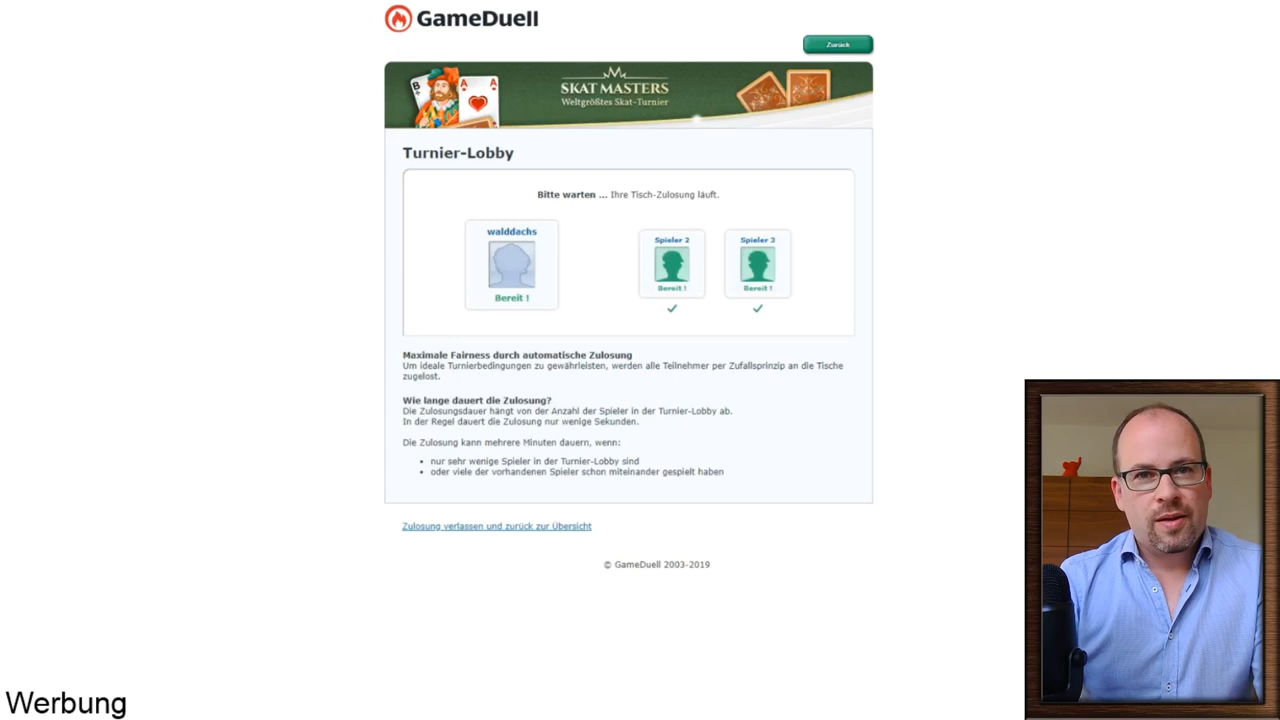 GameDuell
Zurück
B
A
A
SKAT MASTERS
Weltgrößtes Skat-Turnier
Turnier-Lobby
Bitte warten ... Ihre Tisch-Zulosung läuft.
walddachs
Bereit !
Spieler 2
Bereit !
Spieler 3
Bereit !
Maximale Fairness durch automatische Zulosung
Um ideale Turnierbedingungen zu gewährleisten, werden alle Teilnehmer per Zufallsprinzip an die Tische
zugelost.
Wie lange dauert die Zulosung?
Die Zulosungsdauer hängt von der Anzahl der Spieler in der Turnier-Lobby ab.
In der Regel dauert die Zulosung nur wenige Sekunden.
Die Zulosung kann mehrere Minuten dauern, wenn:
• nur sehr wenige Spieler in der Turnier-Lobby sind
• oder viele der vorhandenen Spieler schon miteinander gespielt haben
Zulosung verlassen und zurück zur Übersicht
© GameDuell 2003-2019
Werbung